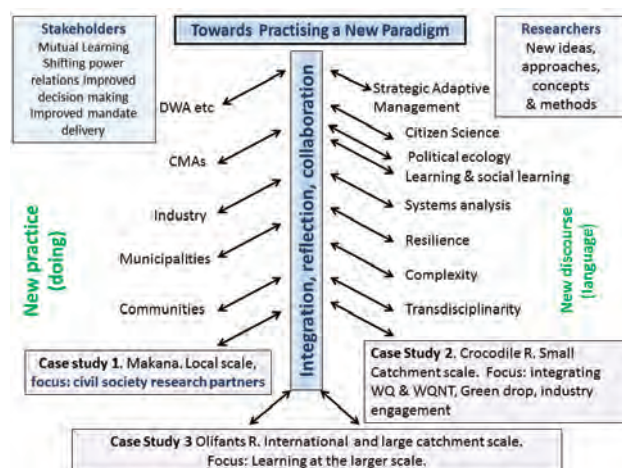 Stakeholders
Mutual Learning
Shifting power
relations Improved
decision making
Improved mandate
delivery
Towards Practising a New Paradigm
Researchers
New ideas,
approaches,
concepts
& methods
New practice
(doing)
DWA etc
CMAs
Industry
Municipalities
Communities
Integration, reflection, collaboration
Strategic Adaptive
Management
Citizen Science
Political ecology
Learning & social learning
Systems analysis
Resilience
Complexity
Transdisciplinarity
New discourse
(language)
Case study 1. Makana. Local scale,
focus: civil society research partners
Case Study 2. Crocodile R. Small
Catchment scale. Focus: integrating
WQ & WQNT, Green drop, industry
engagement
Case Study 3 Olifants R. International and large catchment scale.
Focus: Learning at the larger scale.